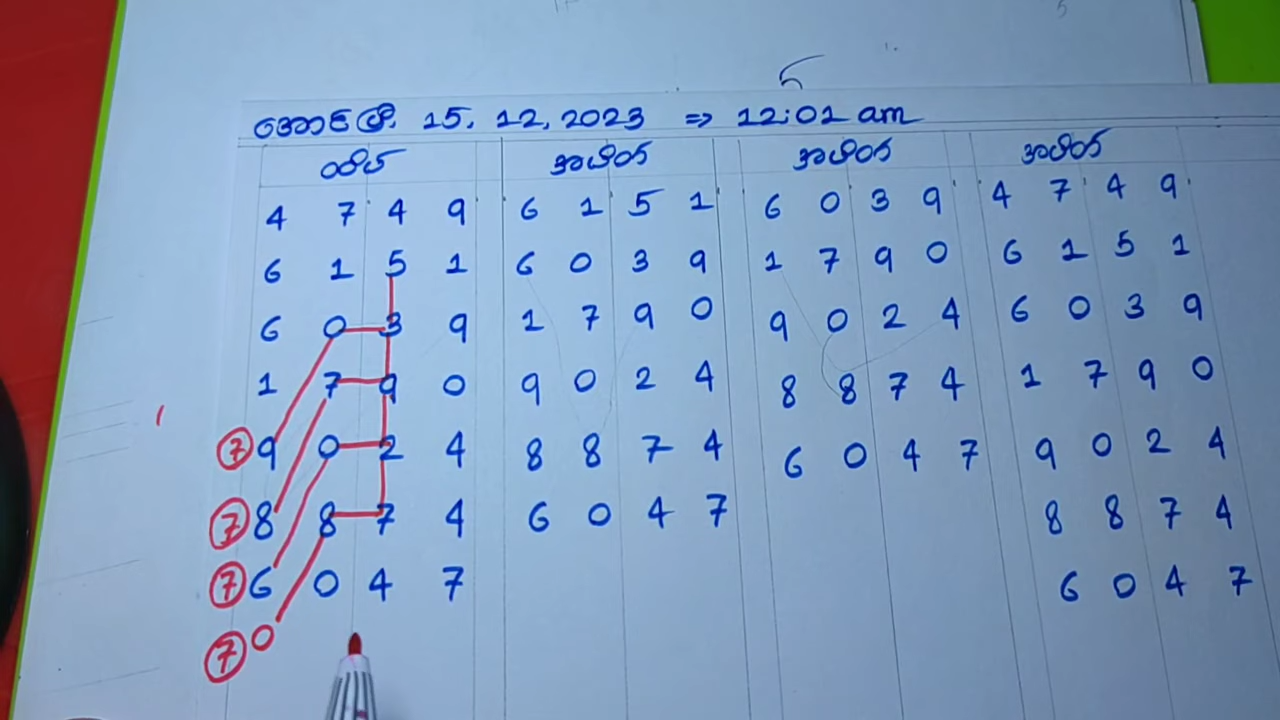 15. 12. 2023 ⇒ 12:01 am
4 7 4 9 6 1 5 1 6 0 3 9 4 7 4 9
6 1 5 1 6 0 3 9 1 7 9 0 6 1 5 1
6 0 3 9 1 7 9 0 9 0 2 4 6 0 3 9
1 7 9 0 9 0 2 4 8 8 7 4 1 7 9 0
7 9 0 2 4 8 8 7 4 6 0 4 7 9 0 2 4
7 8 8 7 4 6 0 4 7 8 8 7 4
7 6 0 4 7 6 0 4 7
7 0